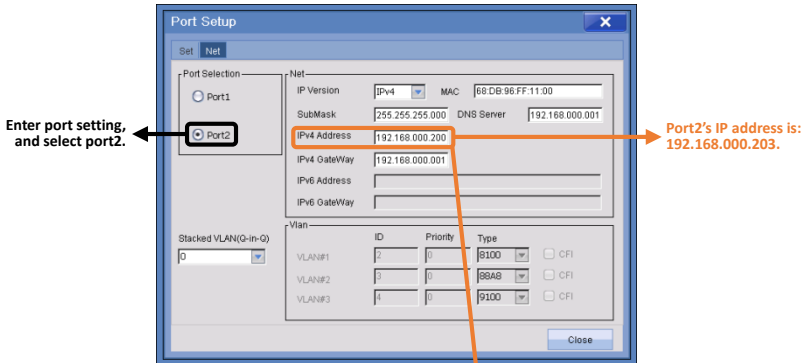 Port Setup
Set Net
Port Selection
Port1
Port2
Net
IP Version IPv4 MAC 68:DB:96:FF:11:00
SubMask 255.255.255.000 DNS Server 192.168.000.001
IPv4 Address 192.168.000.200
IPv4 GateWay 192.168.000.001
IPv6 Address
IPv6 GateWay
Enter port setting,
and select port2.
Port2's IP address is:
192.168.000.203.
Stacked VLAN(Q-in-Q)
0
Vlan
ID Priority Type
VLAN#1 2 0 8100 CFI
VLAN#2 3 0 88A8 CFI
VLAN#3 4 0 9100 CFI
Close